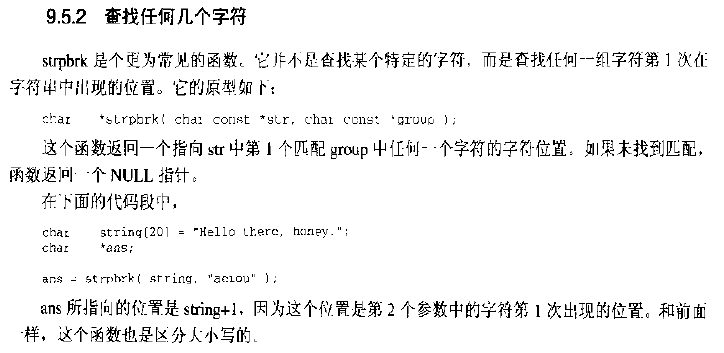 9.5.2 查找任何几个字符
strpbrk 是个更为常见的函数。它并不是查找某个特定的字符，而是查找任何一组字符第 1 次在
字符串中出现的位置。它的原型如下：
char *strpbrk( char const *str, char const *group );
这个函数返回一个指向 str 中第 1 个匹配 group 中任何一个字符的字符位置。如果未找到匹配，
函数返回一个 NULL 指针。
在下面的代码段中，
char string[20] = "Hello there, honey.";
char *ans;
ans = strpbrk( string, "aeiou" );
ans 所指向的位置是 string+1，因为这个位置是第 2 个参数中的字符第 1 次出现的位置。和前面
一样，这个函数也是区分大小写的。